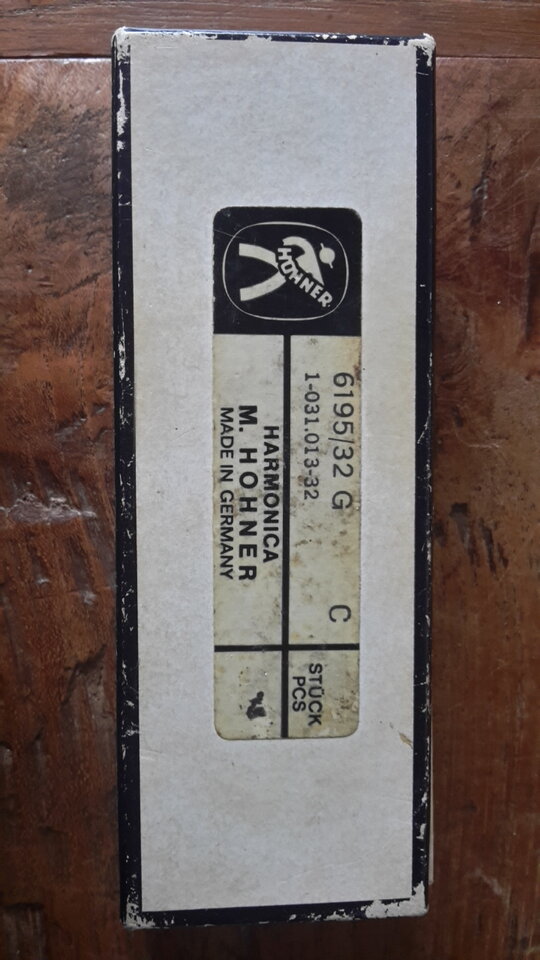 HOHNER
6195/32 G C
1-031.013-32
STÜCK
PCS
HARMONICA
M. HOHNER
MADE IN GERMANY